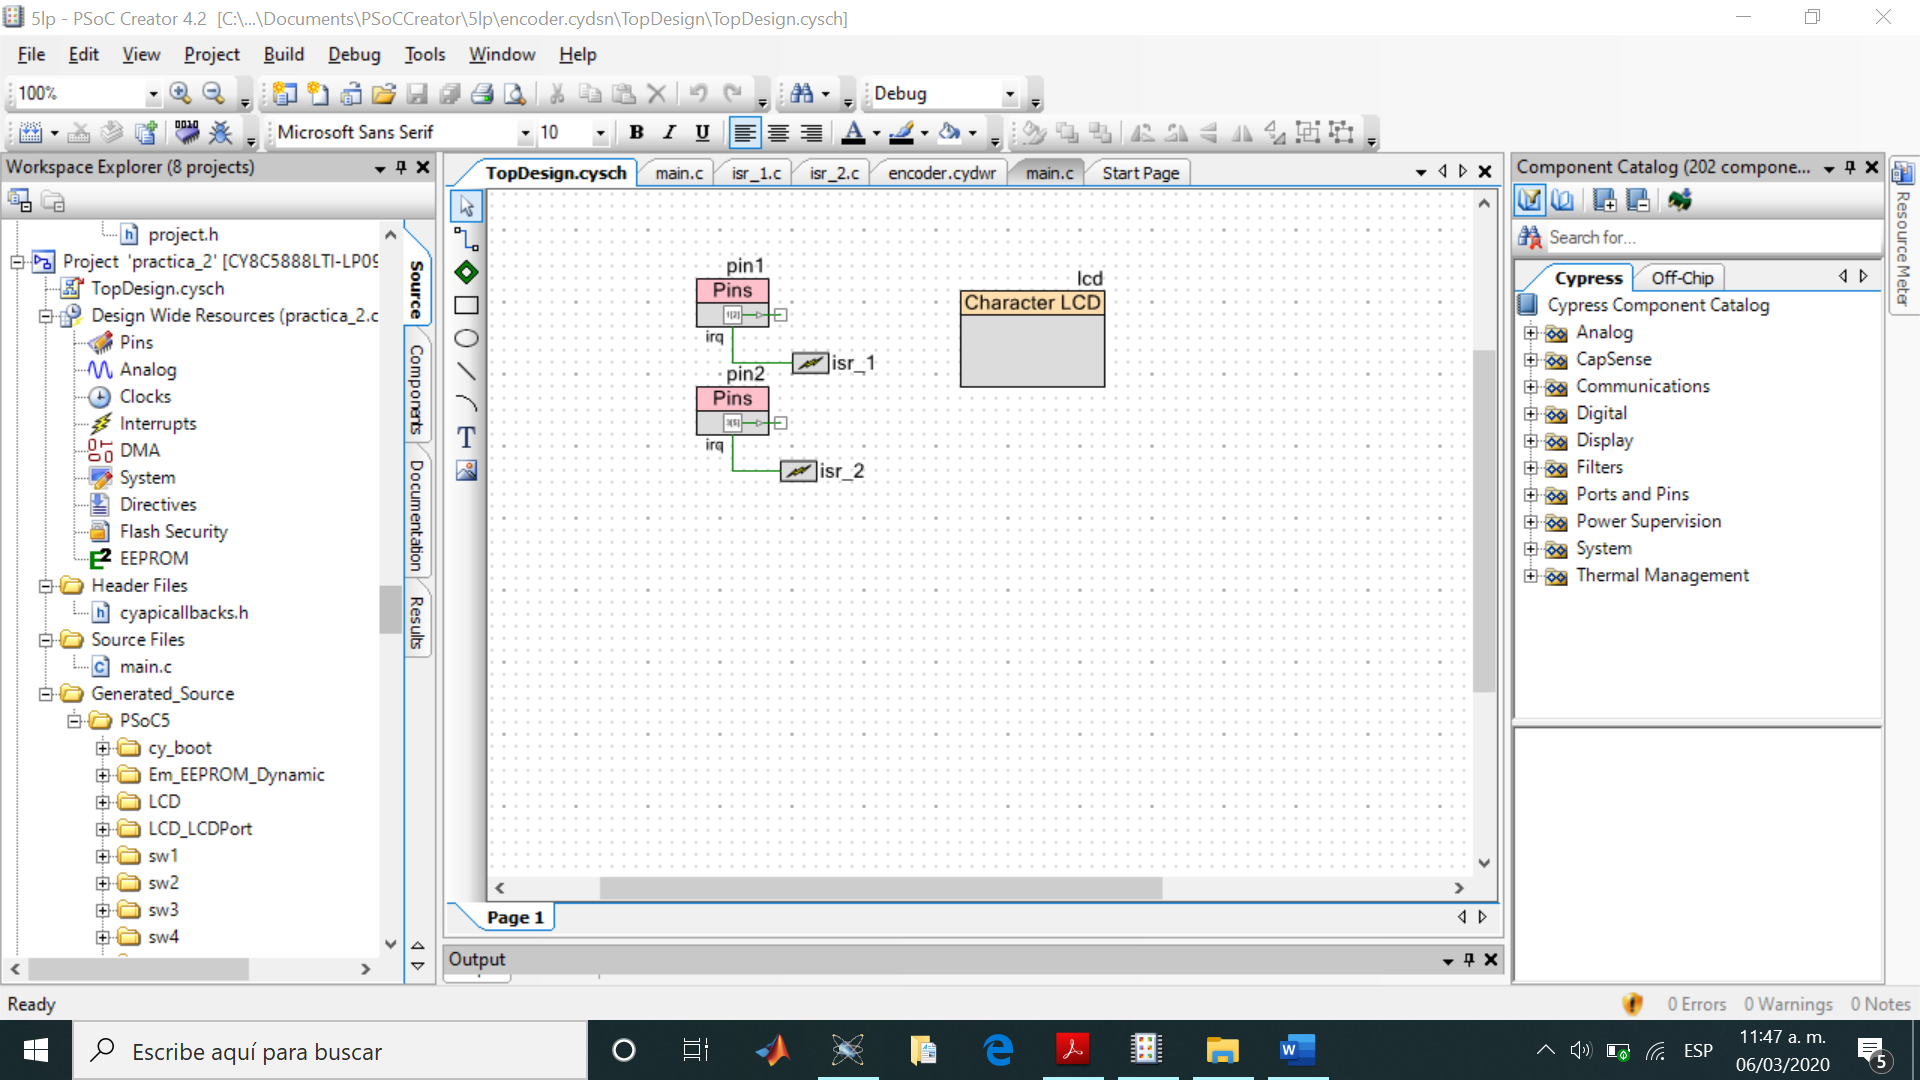 5lp - PSoC Creator 4.2 [C:\...\Documents\PSoCCreator\5lp\encoder.cydsn\TopDesign\TopDesign.cysch]
File Edit View Project Build Debug Tools Window Help
100% Debug
Microsoft Sans Serif 10 B I U A
Workspace Explorer (8 projects)
project.h
Project 'practica_2' [CY8C5888LTI-LP09
TopDesign.cysch
Design Wide Resources (practica_2.c
Pins
Analog
Clocks
Interrupts
DMA
System
Directives
Flash Security
EEPROM
Header Files
cyapicallbacks.h
Source Files
main.c
Generated_Source
PSoC5
cy_boot
Em_EEPROM_Dynamic
LCD
LCD_LCDPort
sw1
sw2
sw3
sw4
Source
Components
Documentation
Results
TopDesign.cysch main.c isr_1.c isr_2.c encoder.cydwr main.c Start Page
T
pin1
Pins
1[2]
irq
isr_1
pin2
Pins
3[5]
irq
isr_2
lcd
Character LCD
Page 1
Output
Component Catalog (202 compone...
Search for...
Cypress Off-Chip
Cypress Component Catalog
Analog
CapSense
Communications
Digital
Display
Filters
Ports and Pins
Power Supervision
System
Thermal Management
Resource Meter
Ready 0 Errors 0 Warnings 0 Notes
Escribe aquí para buscar
ESP
11:47 a. m.
06/03/2020
5